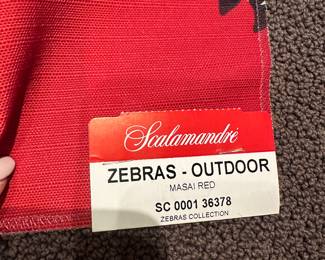 Scalamandré
ZEBRAS - OUTDOOR
MASAI RED
SC 0001 36378
ZEBRAS COLLECTION